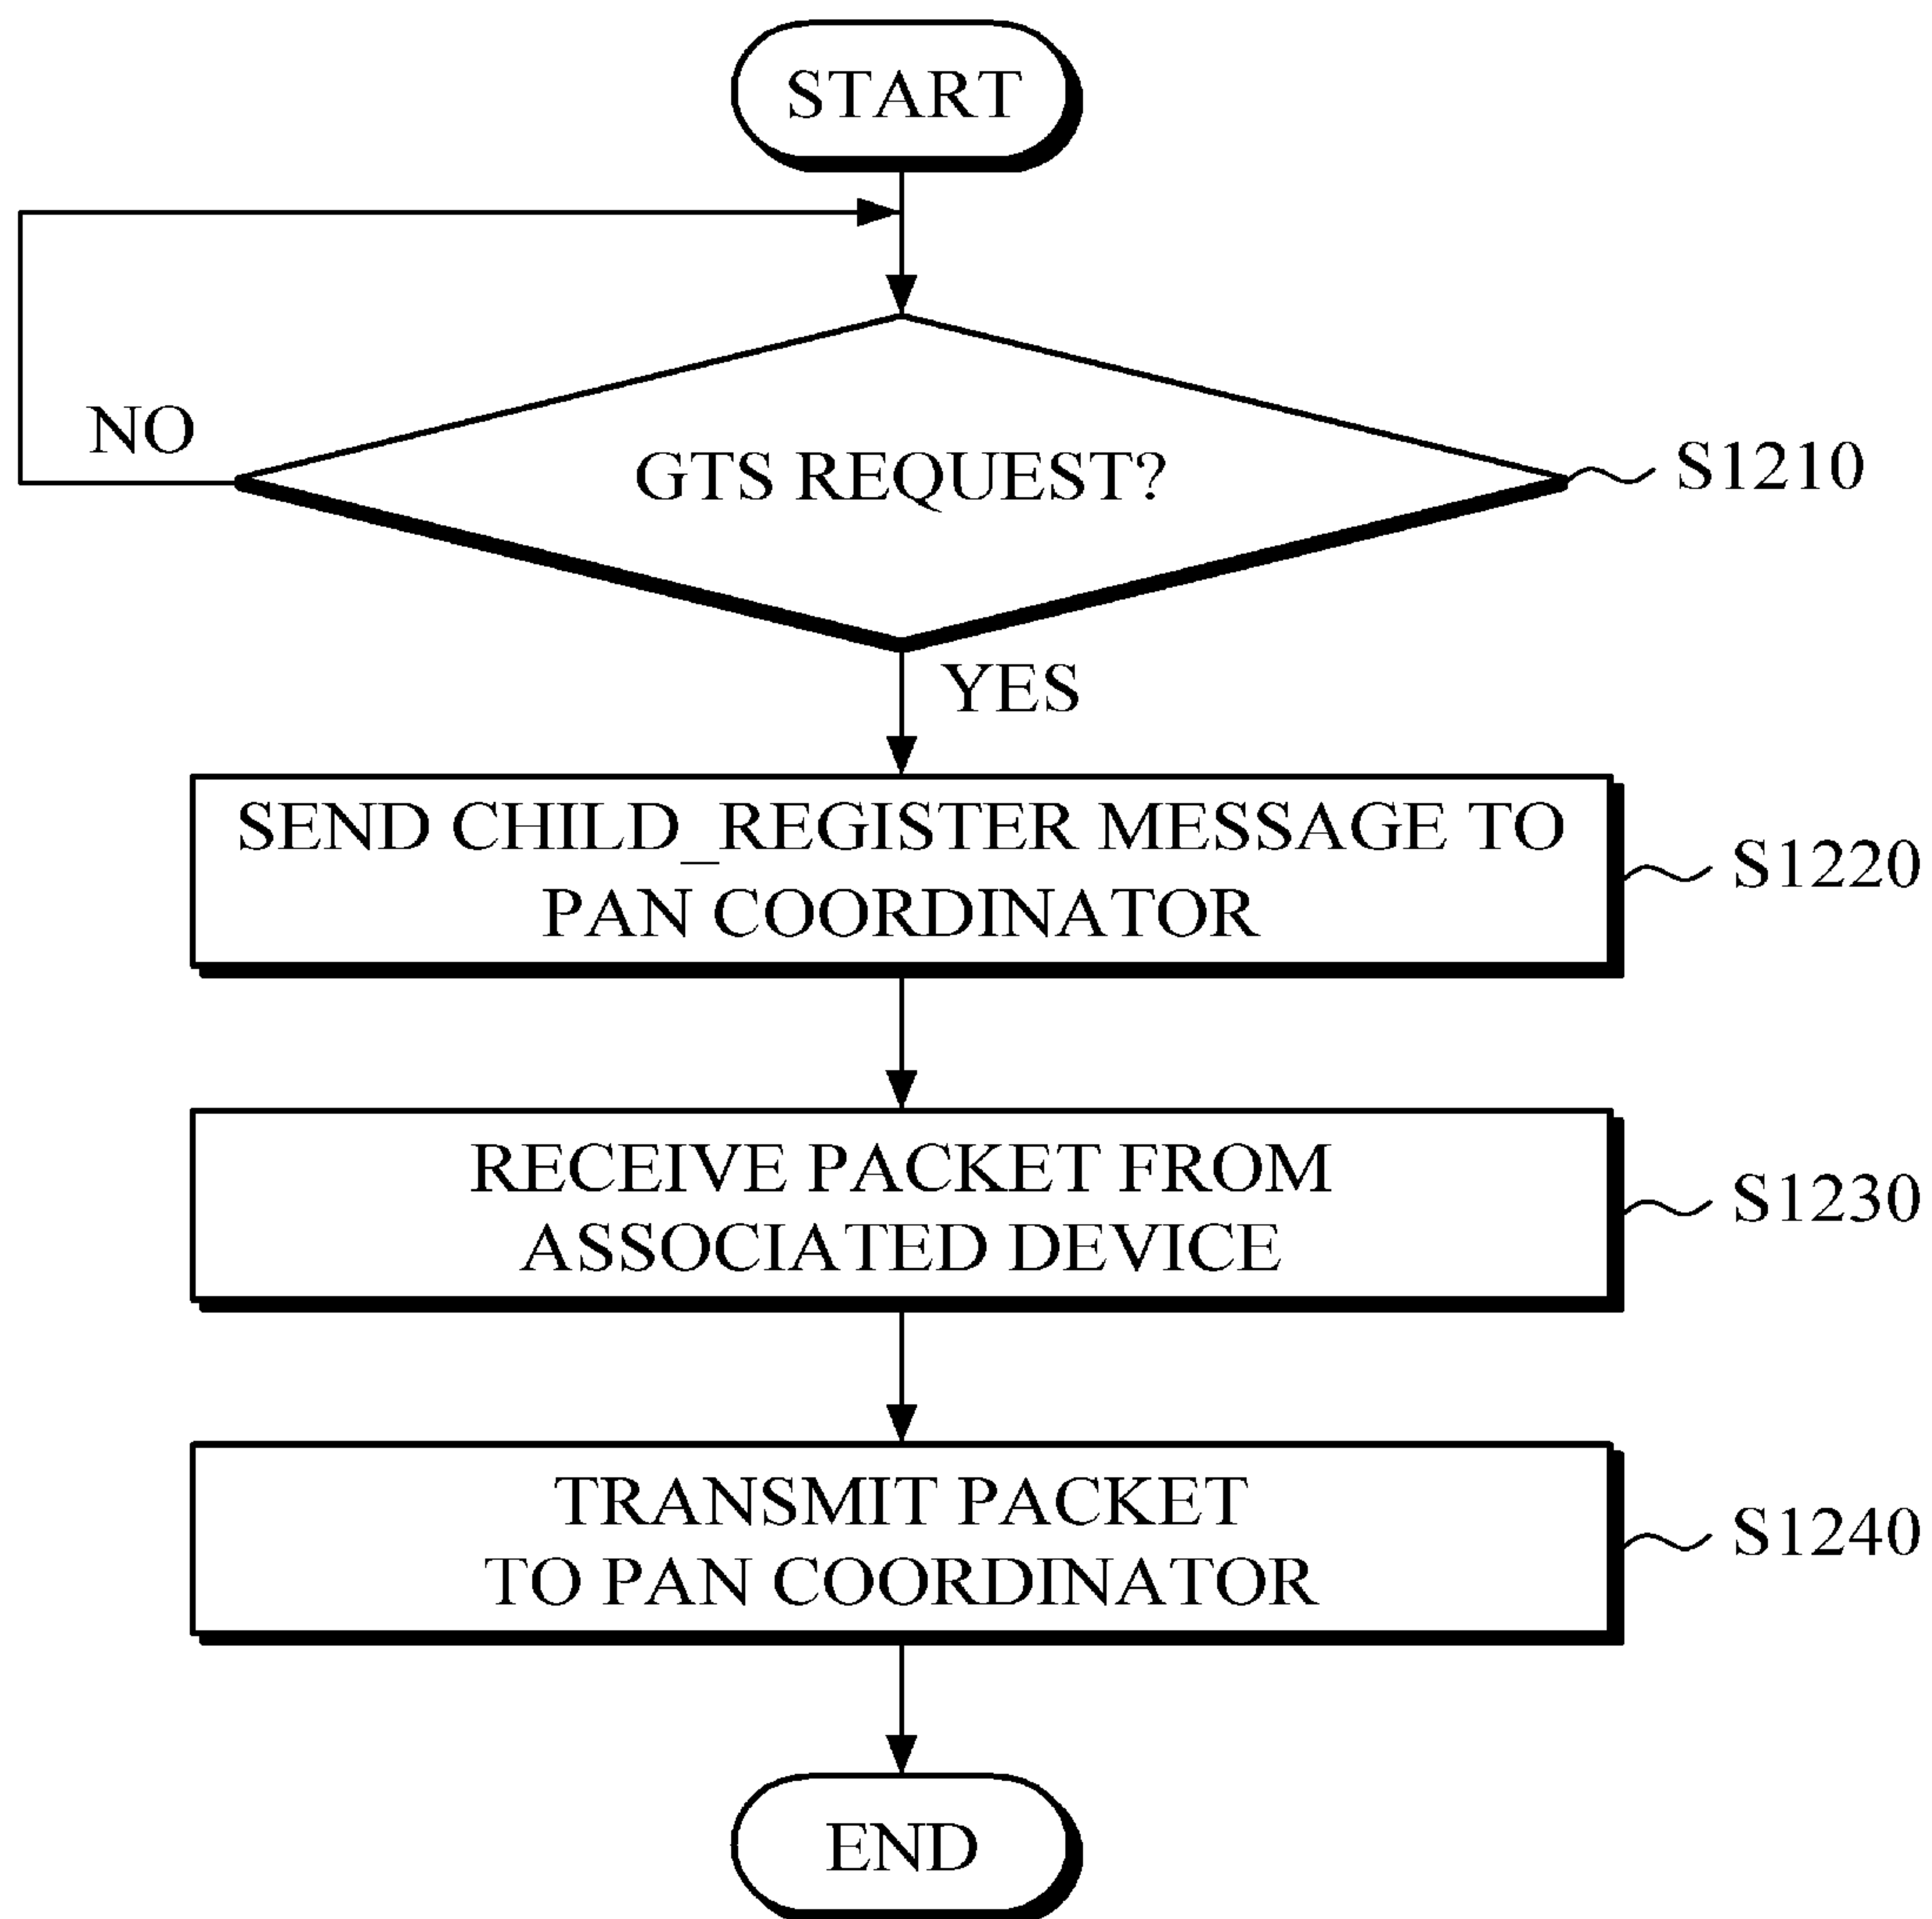 START
NO
GTS REQUEST?
S1210
YES
SEND CHILD_REGISTER MESSAGE TO
PAN COORDINATOR
S1220
RECEIVE PACKET FROM
ASSOCIATED DEVICE
S1230
TRANSMIT PACKET
TO PAN COORDINATOR
S1240
END